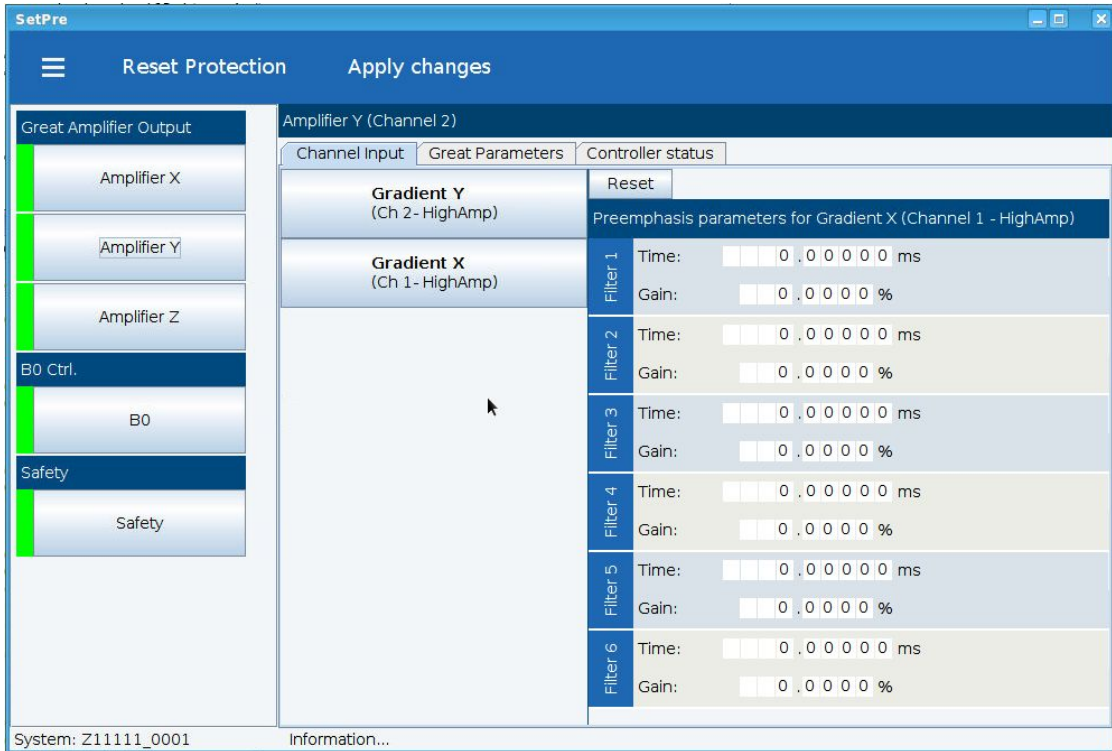 SetPre
Reset Protection Apply changes
Great Amplifier Output
Amplifier X
Amplifier Y
Amplifier Z
B0 Ctrl.
B0
Safety
Safety
Amplifier Y (Channel 2)
Channel Input Great Parameters Controller status
Gradient Y
(Ch 2- HighAmp)
Gradient X
(Ch 1- HighAmp)
Reset
Preemphasis parameters for Gradient X (Channel 1 - HighAmp)
Filter 1
Time: 0.00000 ms
Gain: 0.0000 %
Filter 2
Time: 0.00000 ms
Gain: 0.0000 %
Filter 3
Time: 0.00000 ms
Gain: 0.0000 %
Filter 4
Time: 0.00000 ms
Gain: 0.0000 %
Filter 5
Time: 0.00000 ms
Gain: 0.0000 %
Filter 6
Time: 0.00000 ms
Gain: 0.0000 %
System: Z11111_0001 Information...